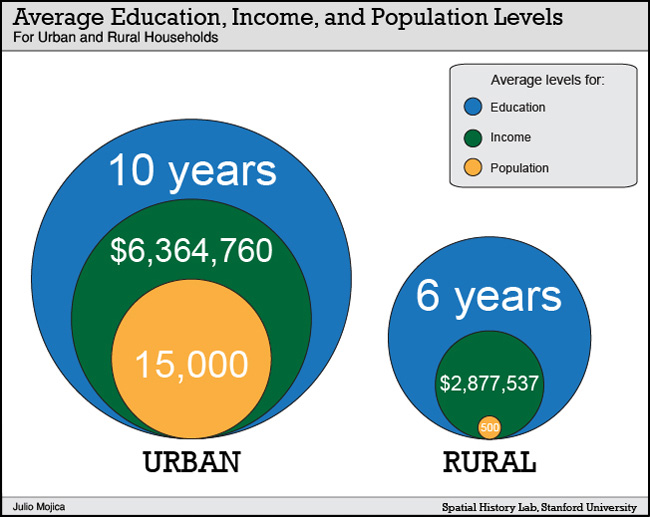 Average Education, Income, and Population Levels
For Urban and Rural Households
Average levels for:
Education
Income
Population
10 years
$6,364,760
15,000
URBAN
6 years
$2,877,537
500
RURAL
Julio Mojica
Spatial History Lab, Stanford University